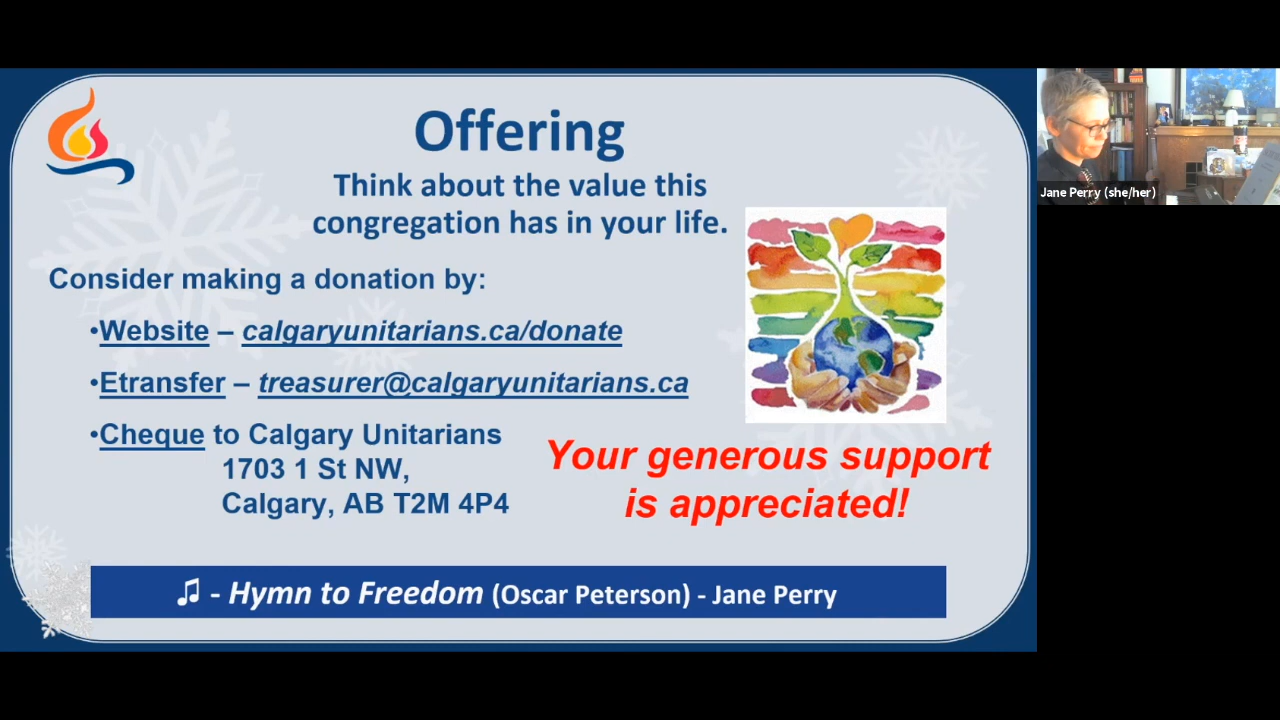 Offering
Think about the value this
congregation has in your life.
Consider making a donation by:
•Website – calgaryunitarians.ca/donate
•Etransfer – treasurer@calgaryunitarians.ca
•Cheque to Calgary Unitarians
1703 1 St NW,
Calgary, AB T2M 4P4
Your generous support
is appreciated!
♫ - Hymn to Freedom (Oscar Peterson) - Jane Perry
Jane Perry (she/her)